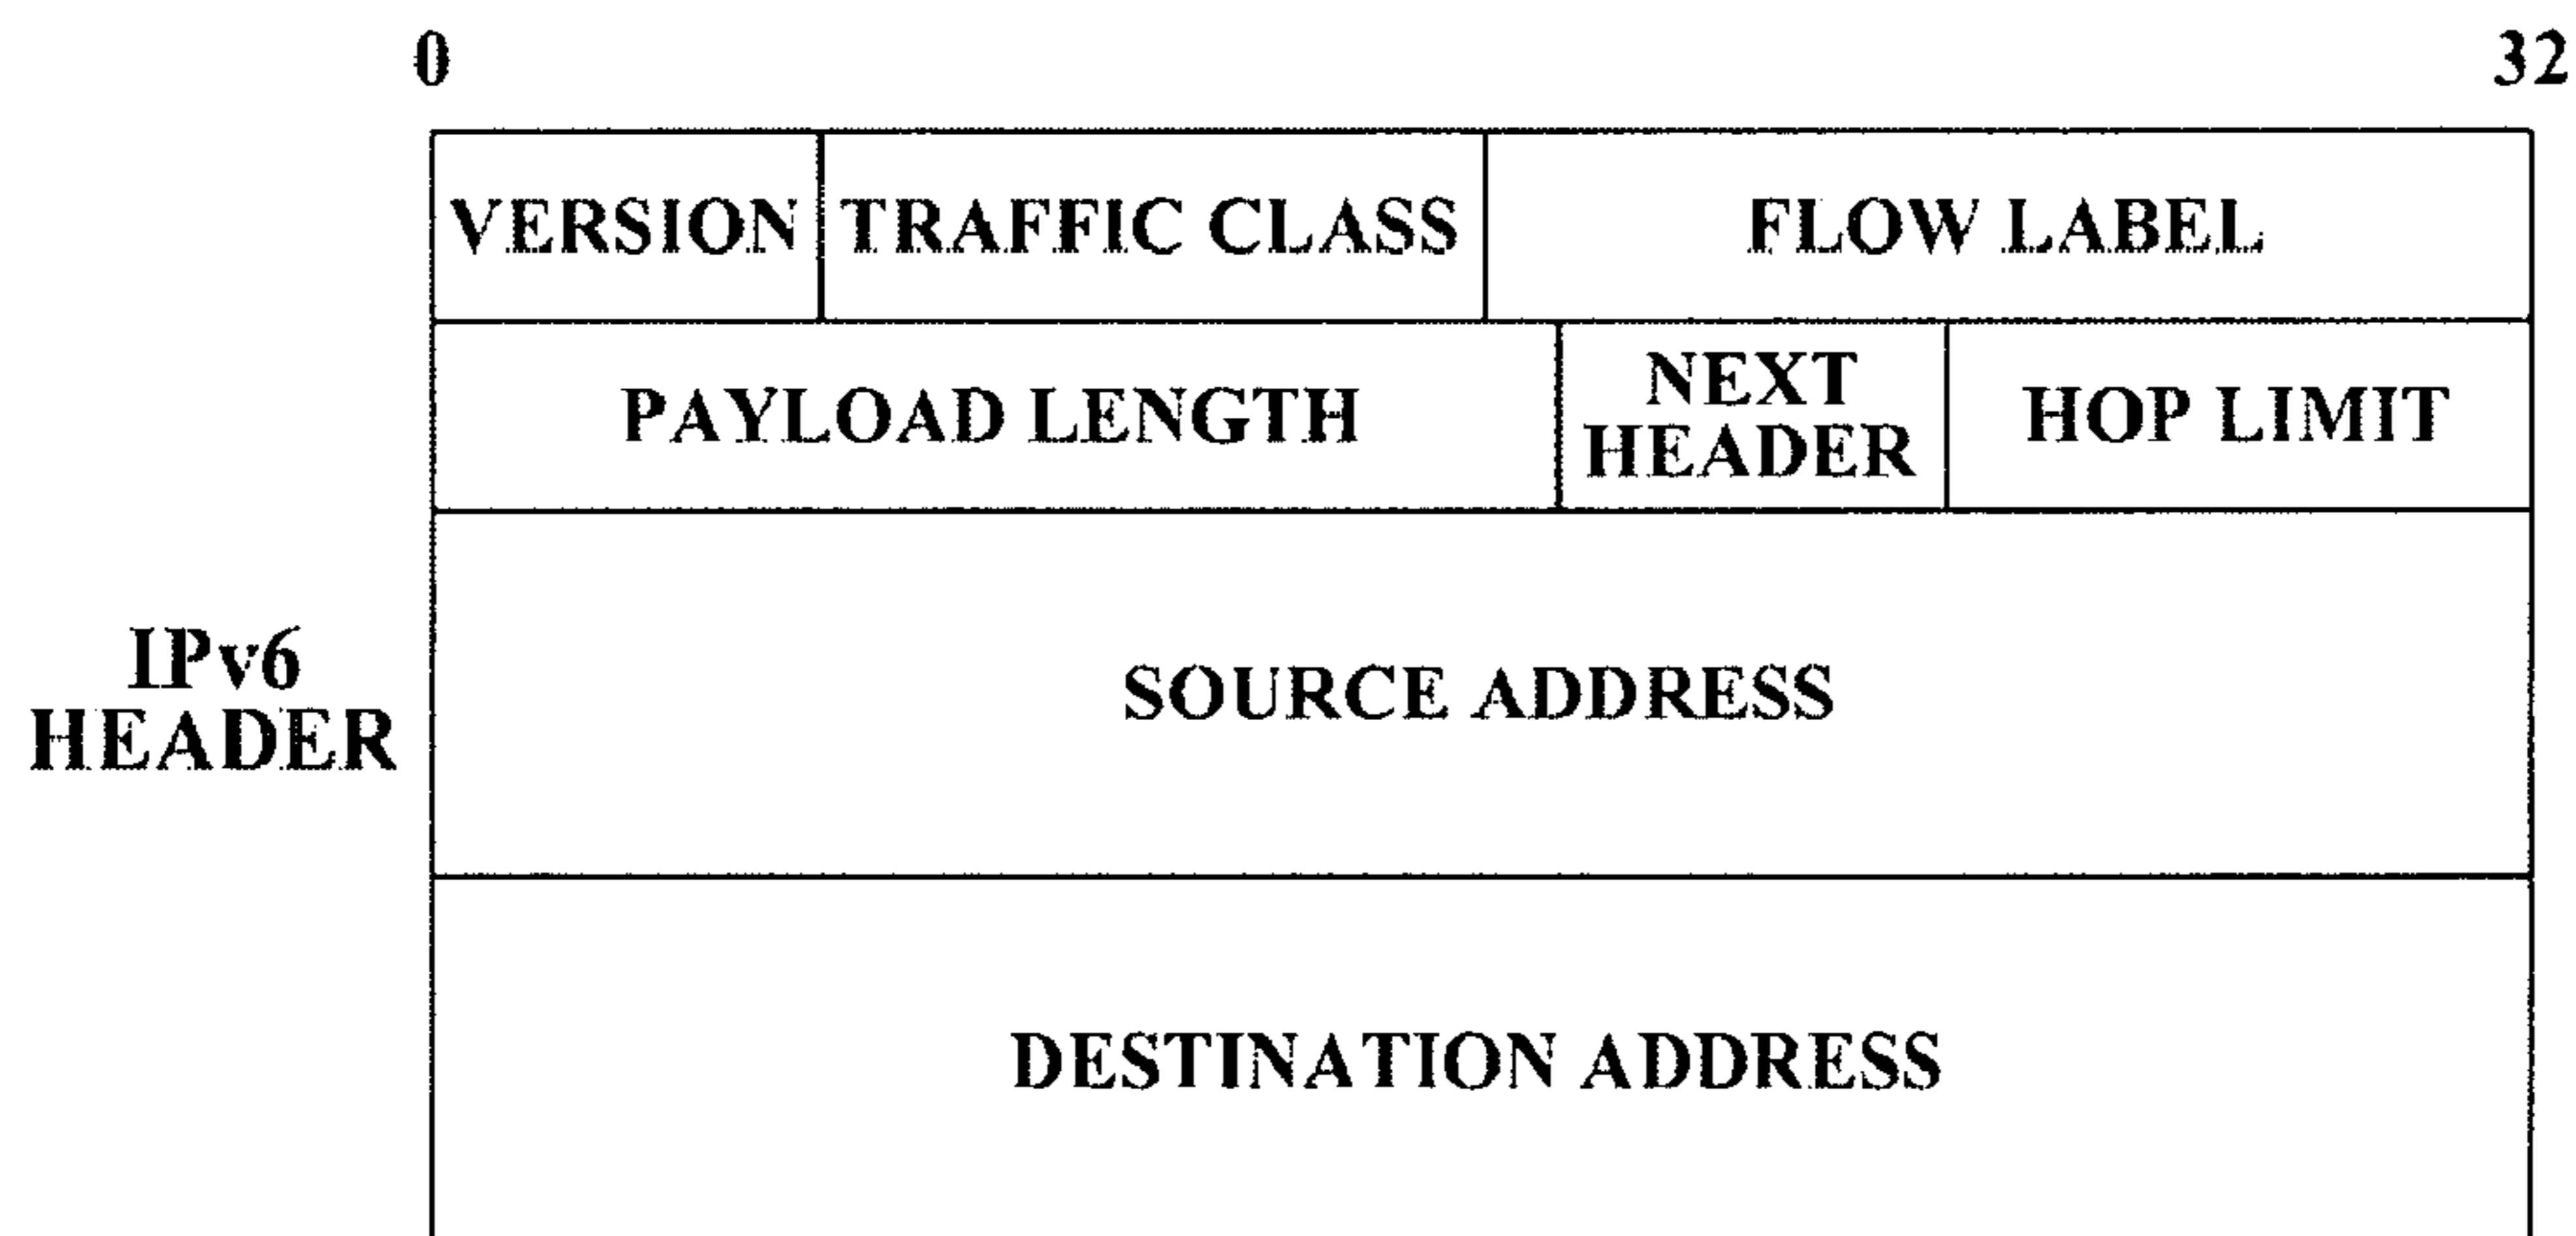 0 32
VERSION TRAFFIC CLASS FLOW LABEL
PAYLOAD LENGTH
NEXT
HEADER
HOP LIMIT
IPv6
HEADER
SOURCE ADDRESS
DESTINATION ADDRESS